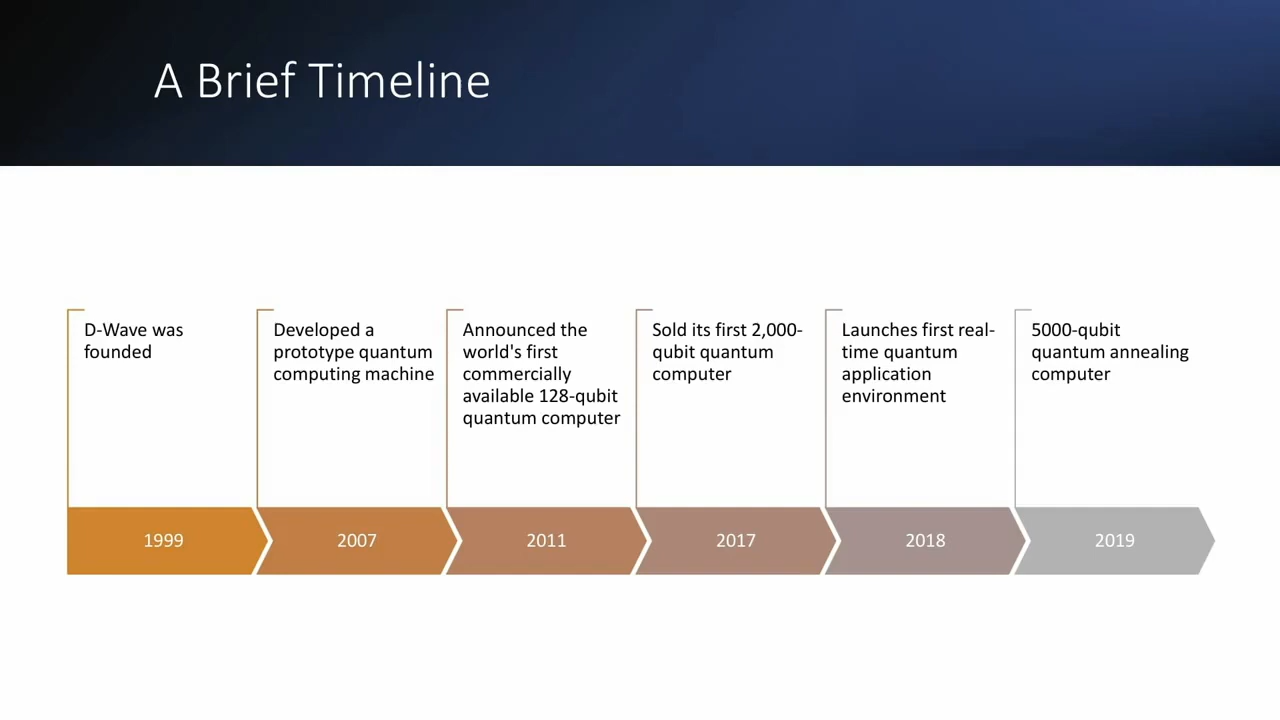 A Brief Timeline
D-Wave was
founded
Developed a
prototype quantum
computing machine
Announced the
world's first
commercially
available 128-qubit
quantum computer
Sold its first 2,000-
qubit quantum
computer
Launches first real-
time quantum
application
environment
5000-qubit
quantum annealing
computer
1999
2007
2011
2017
2018
2019